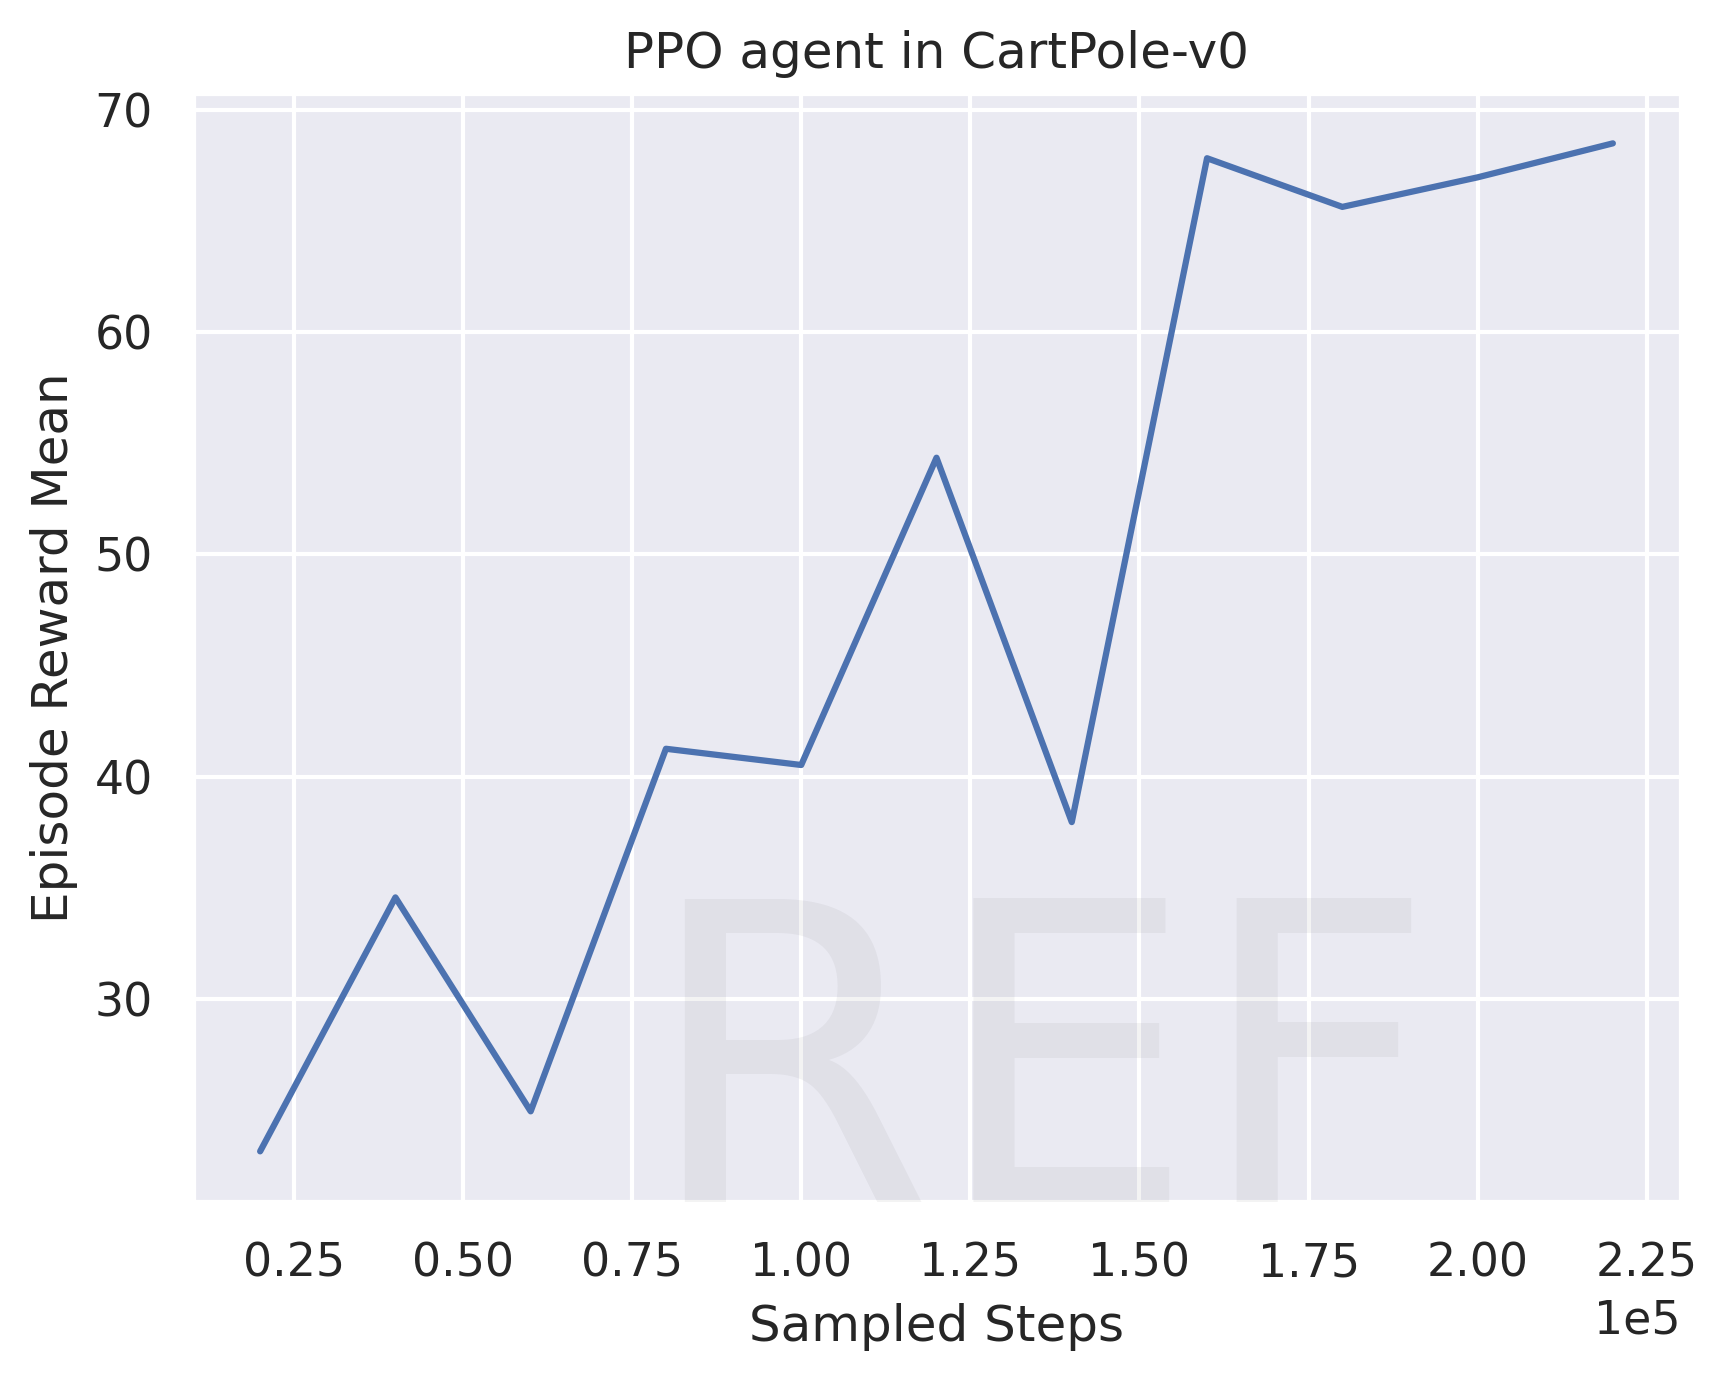 PPO agent in CartPole-v0
70
60
50
40
30
Episode Reward Mean
REF
0.25 0.50 0.75 1.00 1.25 1.50 1.75 2.00 2.25
1e5
Sampled Steps